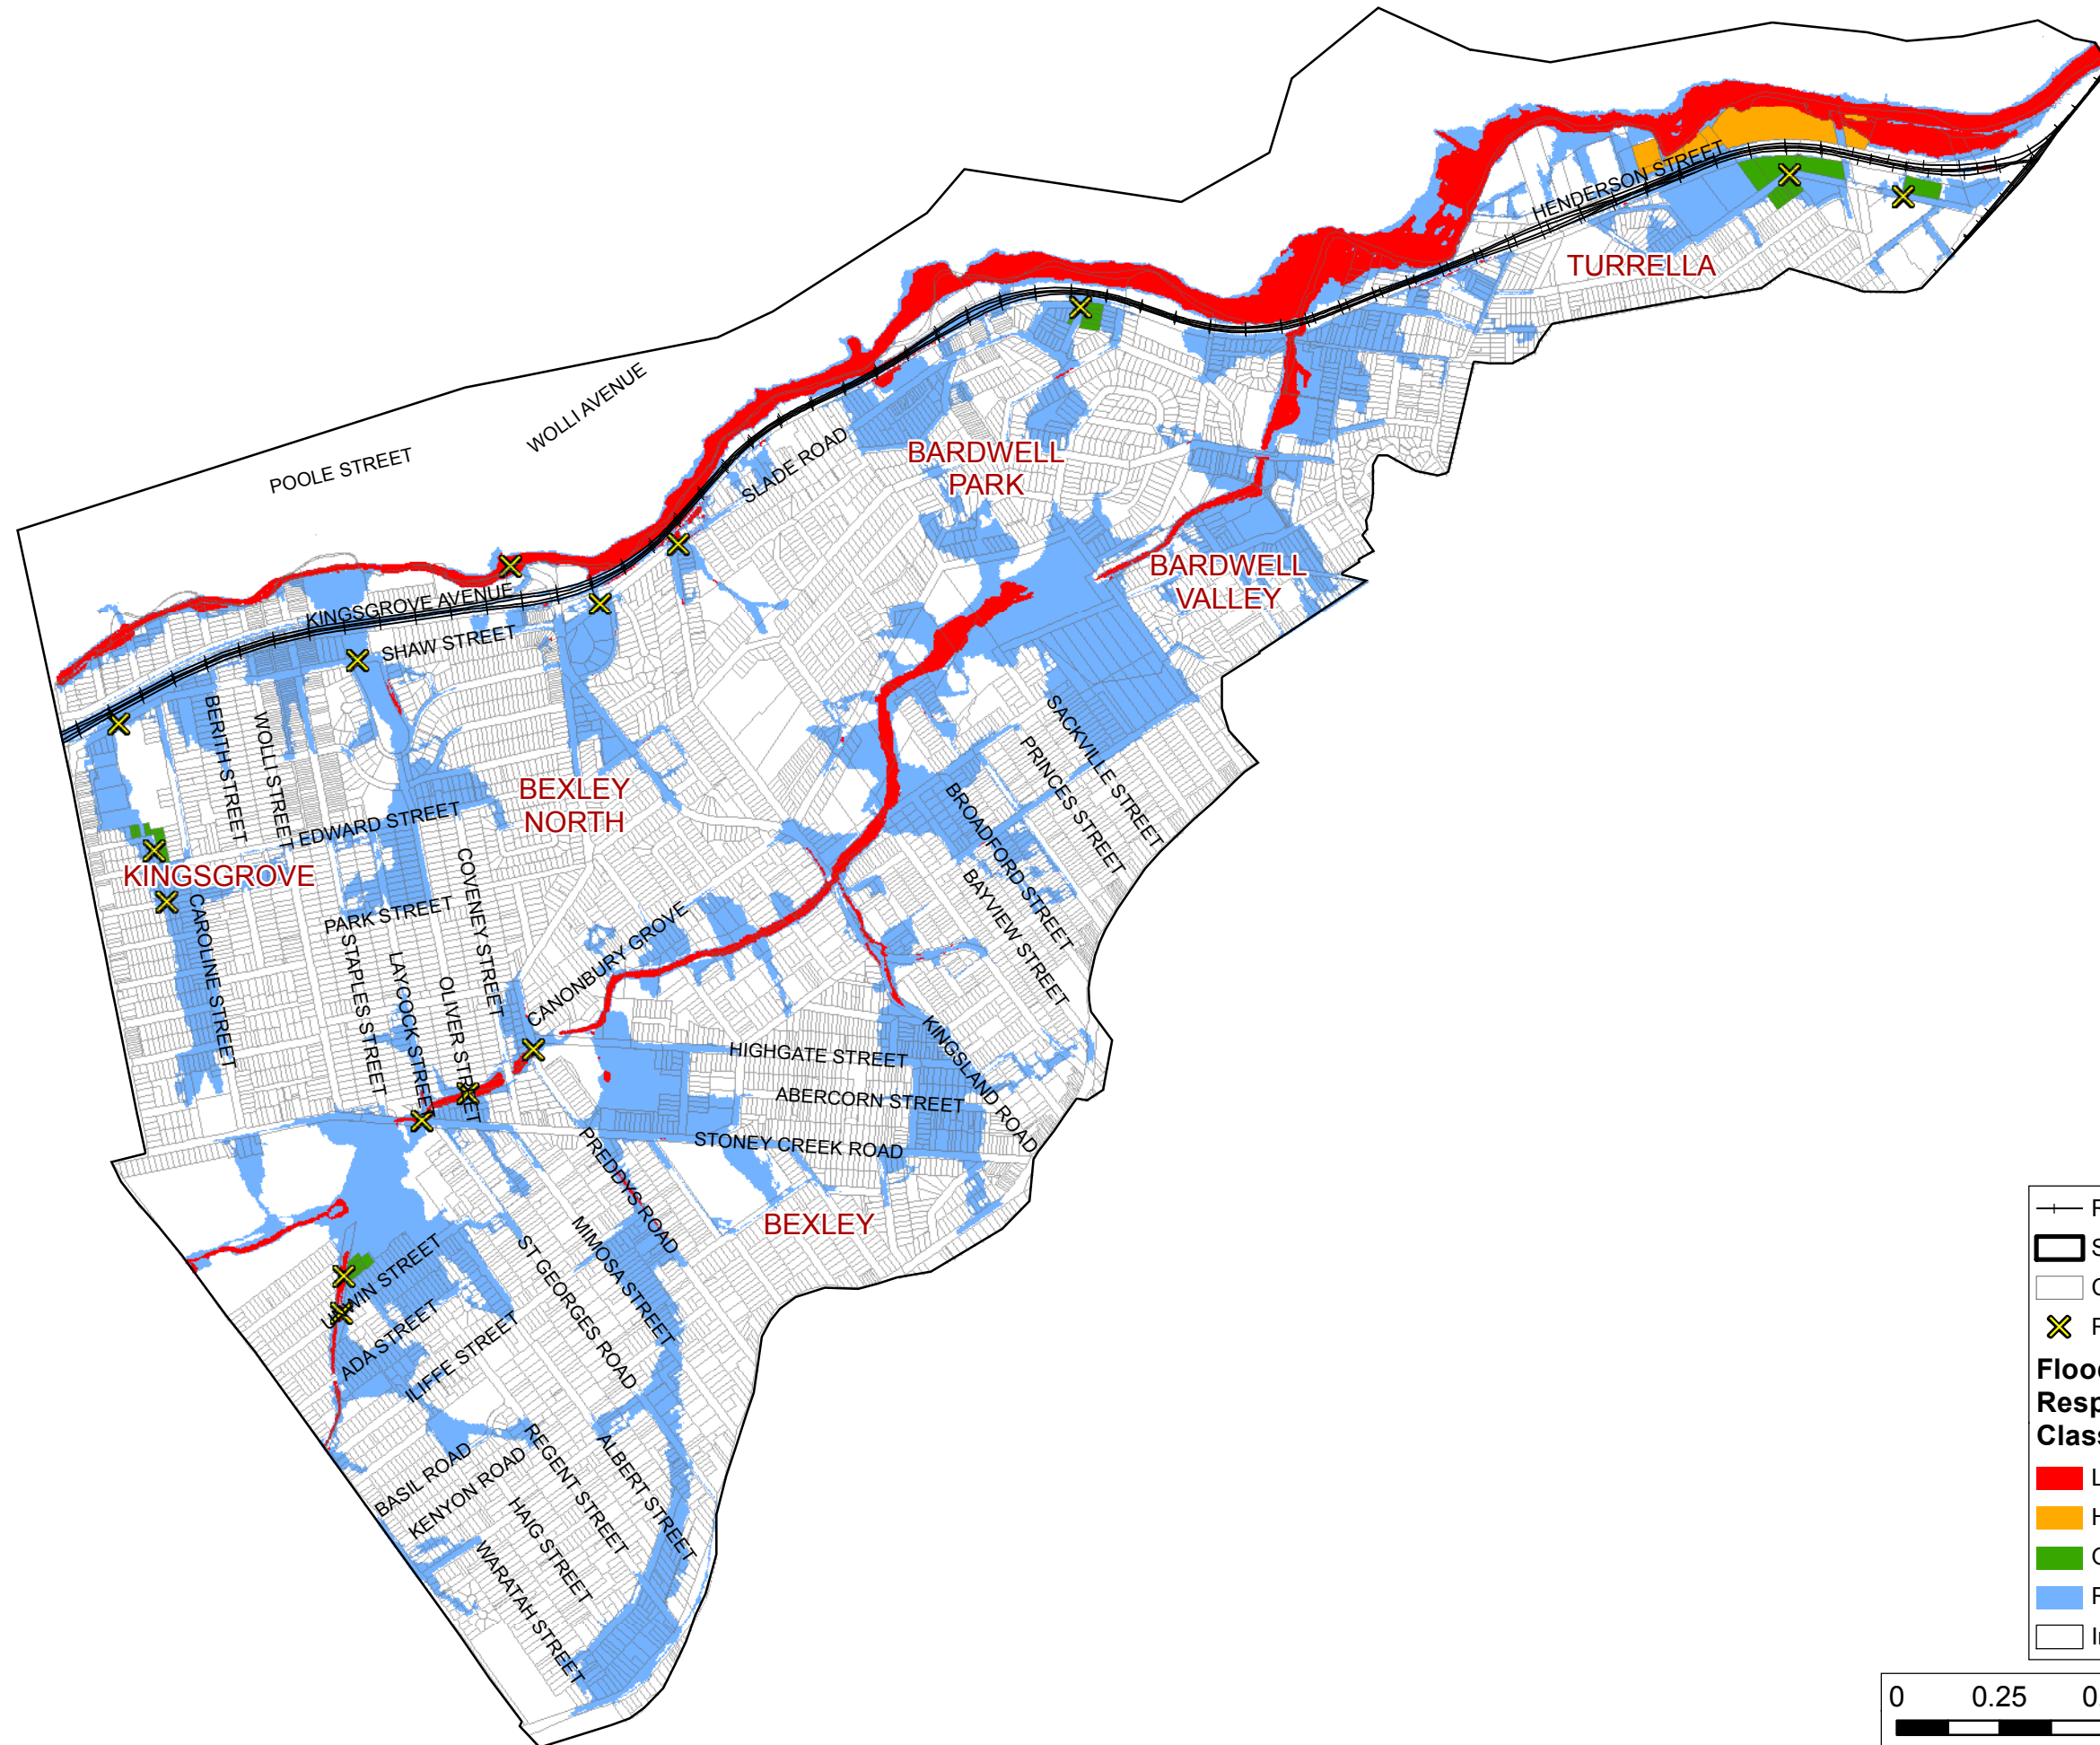 HENDERSON STREET
TURRELLA
WOLLI AVENUE
POOLE STREET
SLADE ROAD
BARDWELL
PARK
BARDWELL
VALLEY
KINGSGROVE AVENUE
SHAW STREET
BERITH STREET
WOLLI STREET
SACKVILLE STREET
PRINCES STREET
BEXLEY
NORTH
EDWARD STREET
BROADFORD STREET
KINGSGROVE
COVENEY STREET
BAYVIEW STREET
CAROLINE STREET
PARK STREET
CANONBURY GROVE
STAPLES STREET
LAYCOCK STREET
OLIVER STREET
HIGHGATE STREET
KINGSLAND ROAD
ABERCORN STREET
STONEY CREEK ROAD
PREDDYS ROAD
BEXLEY
MIMOSA STREET
ST GEORGES ROAD
STREET
ADA STREET
ILIFFE STREET
REGENT STREET
ALBERT STREET
BASIL ROAD
KENYON ROAD
HAIG STREET
WARATAH STREET
Flood
Resp
Class
0 0.25